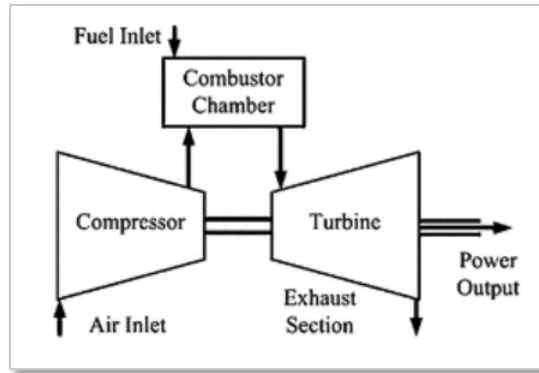 Fuel Inlet
Combustor
Chamber
Compressor
Turbine
Power
Output
Air Inlet
Exhaust
Section